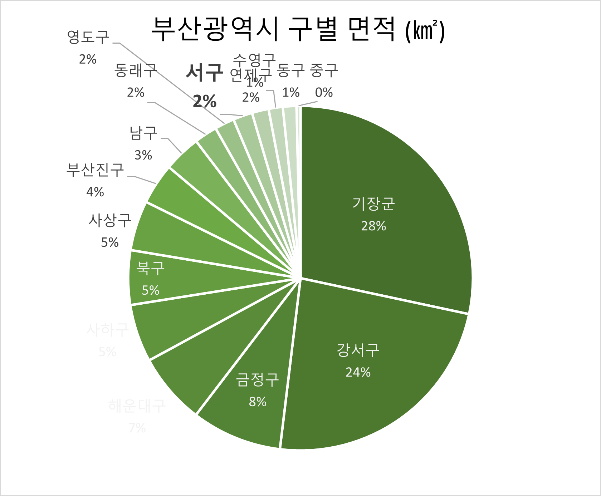 부산광역시 구별 면적 (㎢)
영도구
2%
동래구
2%
서구
2%
수영구
1%
연제구
2%
동구
1%
중구
0%
남구
3%
부산진구
4%
사상구
5%
북구
5%
사하구
5%
해운대구
7%
금정구
8%
강서구
24%
기장군
28%